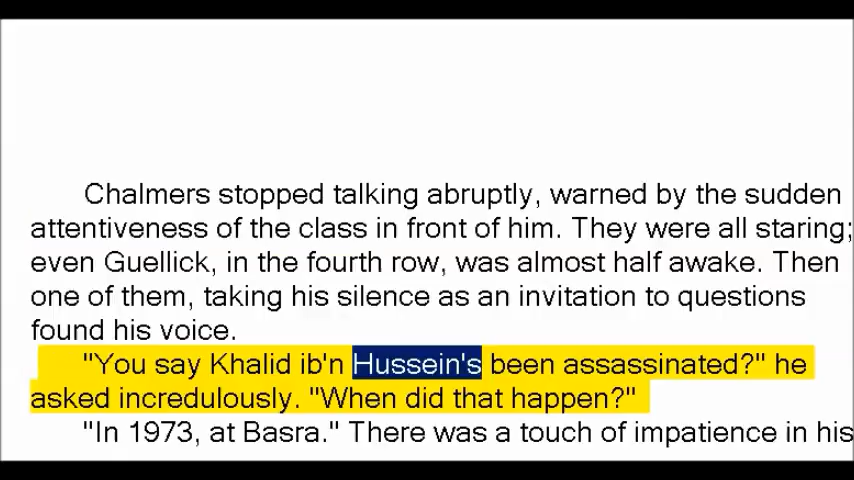 Chalmers stopped talking abruptly, warned by the sudden
attentiveness of the class in front of him. They were all staring;
even Guellick, in the fourth row, was almost half awake. Then
one of them, taking his silence as an invitation to questions
found his voice.
"You say Khalid ib'n Hussein's been assassinated?" he
asked incredulously. "When did that happen?"
"In 1973, at Basra." There was a touch of impatience in his